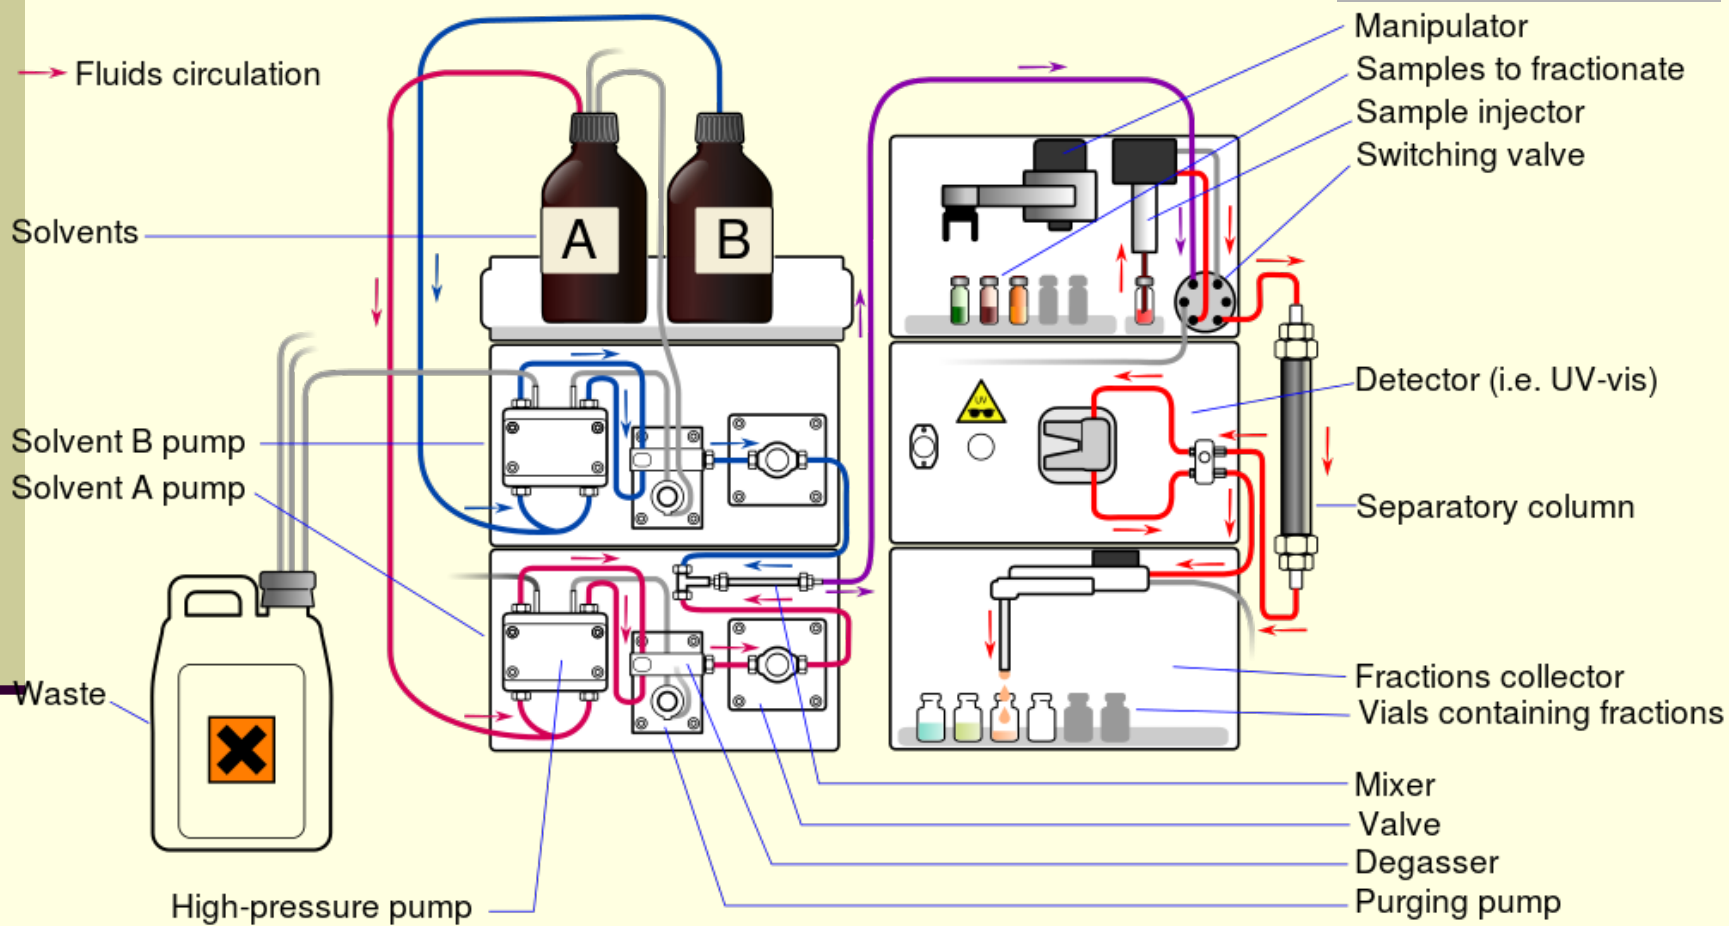 Manipulator
Samples to fractionate
Fluids circulation
Sample injector
Switching valve
Solvents
A
B
Detector (i.e. UV-vis)
UV
Solvent B pump
Solvent A pump
Separatory column
Waste
Fractions collector
Vials containing fractions
Mixer
Valve
Degasser
High-pressure pump
Purging pump